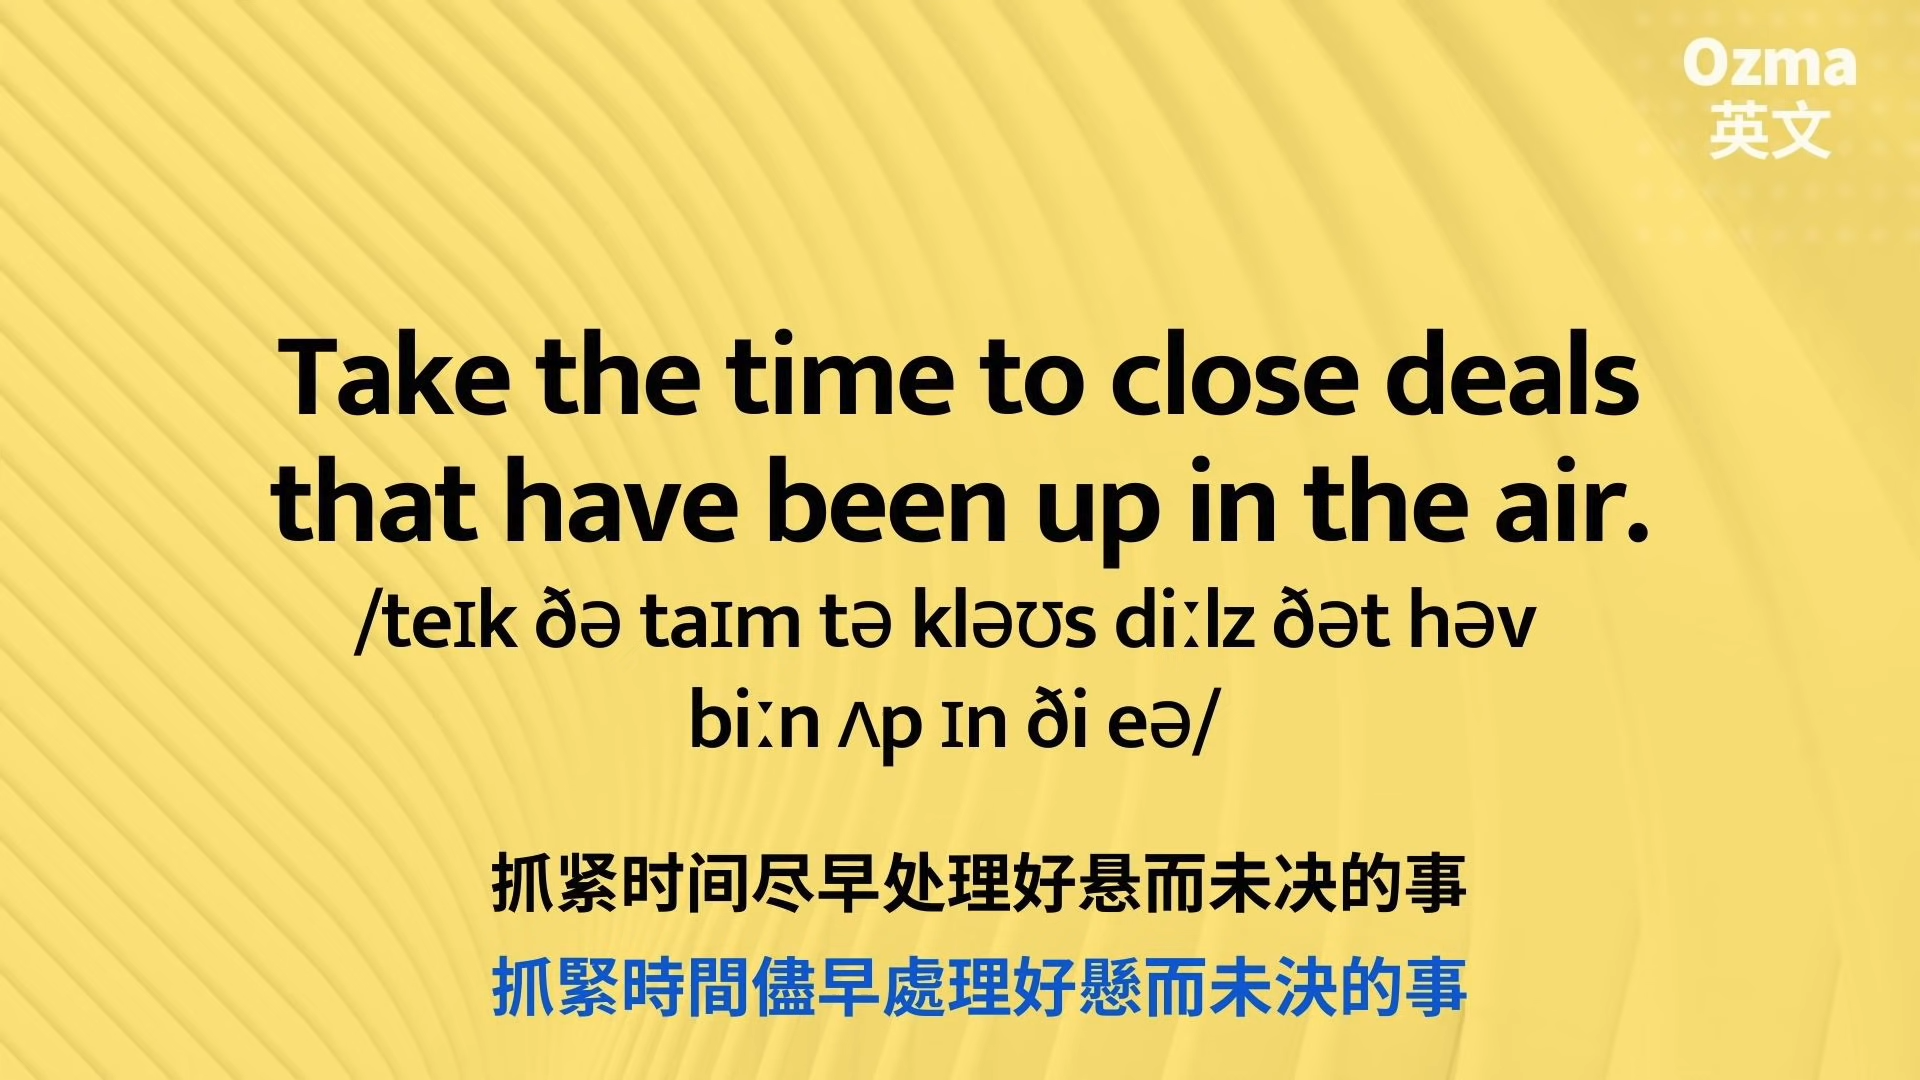 Ozma
英文
Take the time to close deals
that have been up in the air.
/teɪk ðə taɪm tə kləʊs diːlz ðət həv
biːn ʌp ɪn ði eə/
抓紧时间尽早处理好悬而未决的事
抓緊時間儘早處理好懸而未決的事